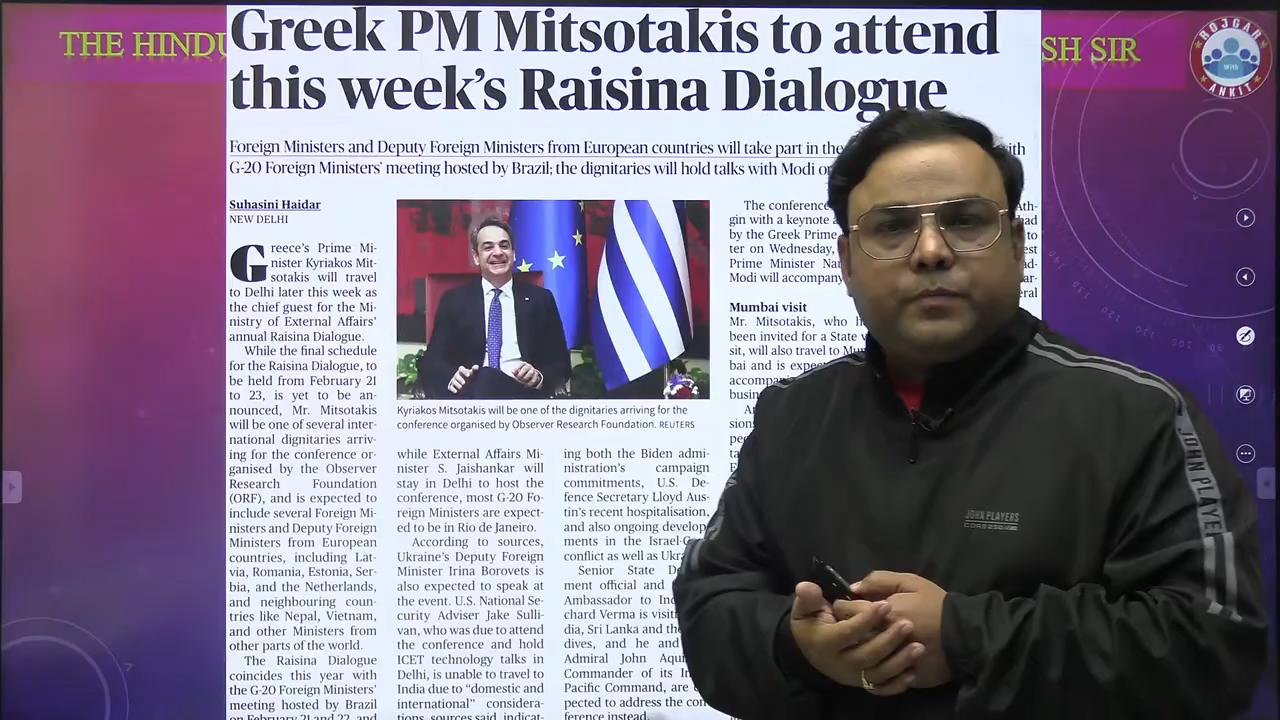 THE HINDU
SH SIR
ROJGAR
With
ANKIT
Greek PM Mitsotakis to attend
this week's Raisina Dialogue
Foreign Ministers and Deputy Foreign Ministers from European countries will take part in the
G-20 Foreign Ministers' meeting hosted by Brazil; the dignitaries will hold talks with Modi
Suhasini Haidar
NEW DELHI
Greece's Prime Mi-
nister Kyriakos Mit-
sotakis will travel
to Delhi later this week as
the chief guest for the Mi-
nistry of External Affairs'
annual Raisina Dialogue.
While the final schedule
for the Raisina Dialogue, to
be held from February 21
to 23, is yet to be an-
nounced, Mr. Mitsotakis
will be one of several inter-
national dignitaries arriv-
ing for the conference or-
ganised by the Observer
Research Foundation
(ORF), and is expected to
include several Foreign Mi-
nisters and Deputy Foreign
Ministers from European
countries, including Lat-
via, Romania, Estonia, Ser-
bia, and the Netherlands,
and neighbouring coun-
tries like Nepal, Vietnam,
and other Ministers from
other parts of the world.
The Raisina Dialogue
coincides this year with
the G-20 Foreign Ministers'
meeting hosted by Brazil
on February 21 and 22, and
Kyriakos Mitsotakis will be one of the dignitaries arriving for the
conference organised by Observer Research Foundation. REUTERS
while External Affairs Mi-
nister S. Jaishankar will
stay in Delhi to host the
conference, most G-20 Fo-
reign Ministers are expect-
ed to be in Rio de Janeiro.
According to sources,
Ukraine's Deputy Foreign
Minister Irina Borovets is
also expected to speak at
the event. U.S. National Se-
curity Adviser Jake Sulli-
van, who was due to attend
the conference and hold
ICET technology talks in
Delhi, is unable to travel to
India due to "domestic and
international" considera-
tions, sources said, indicat-
ing both the Biden admi-
nistration's campaign
commitments, U.S. De-
fence Secretary Lloyd Aus-
tin's recent hospitalisation,
and also ongoing develop-
ments in the Israel-
conflict as well as
Senior State
ment official and
Ambassador to
chard Verma is
dia, Sri Lanka and the
dives, and he and
Admiral John
Commander of its
Pacific Command, are
pected to address the con-
ference instead.
The conference
gin with a keynote
by the Greek Prime
ter on Wednesday,
Prime Minister
Modi will accompany
Mumbai visit
Mr. Mitsotakis, who
been invited for a State
sit, will also travel to
bai and is
JOHN PLAYERS
JOHN PLAYERS